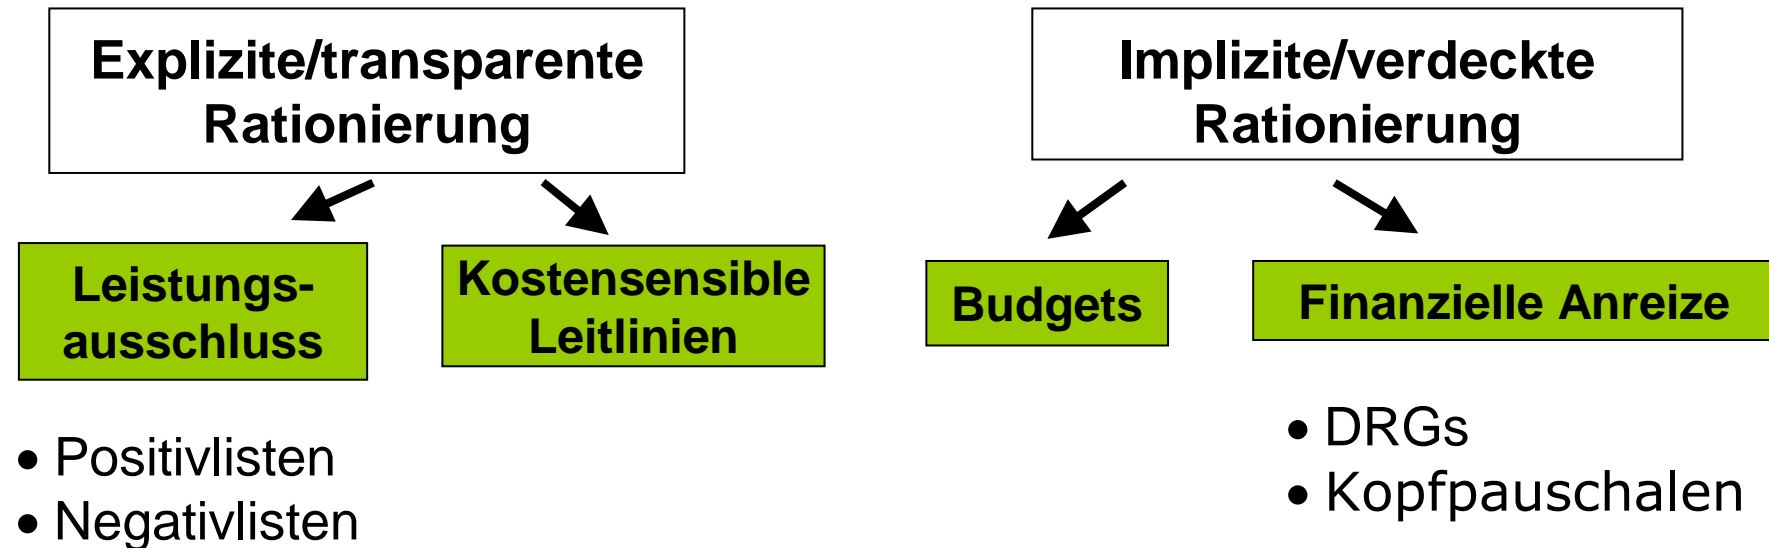 Explizite/transparente
Rationierung
Leistungs-
ausschluss
Kostensensible
Leitlinien
• Positivlisten
• Negativlisten
Implizite/verdeckte
Rationierung
Budgets
Finanzielle Anreize
• DRGs
• Kopfpauschalen